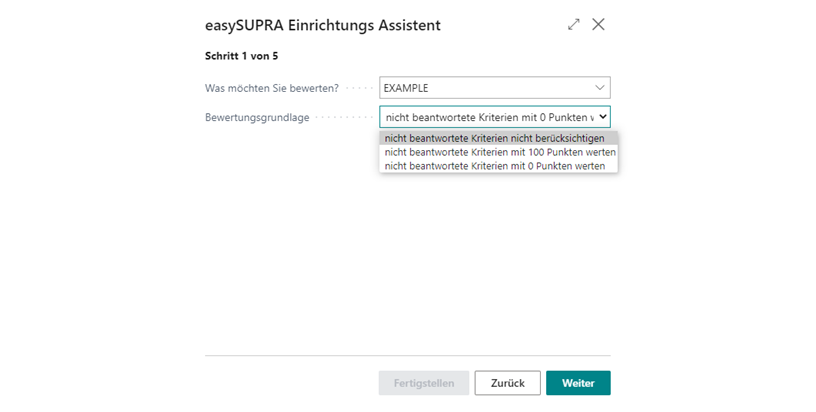 easySUPRA Einrichtungs Assistent
Schritt 1 von 5
Was möchten Sie bewerten? EXAMPLE
Bewertungsgrundlage nicht beantwortete Kriterien mit 0 Punkten w
nicht beantwortete Kriterien nicht berücksichtigen
nicht beantwortete Kriterien mit 100 Punkten werten
nicht beantwortete Kriterien mit 0 Punkten werten
Fertigstellen Zurück Weiter